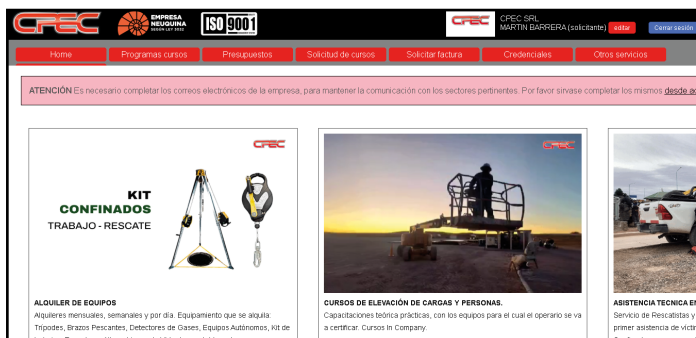 CPEC
EMPRESA
NEUQUINA
SEGÚN LEY 3032
ISO 9001
CPEC
CPEC SRL
MARTIN BARRERA (solicitante) editar
Cerrar sesión
Home Programas cursos Presupuestos Solicitud de cursos Solicitar factura Credenciales Otros servicios
ATENCIÓN Es necesario completar los correos electrónicos de la empresa, para mantener la comunicación con los sectores pertinentes. Por favor sirvase completar los mismos desde
CPEC
KIT
CONFINADOS
TRABAJO - RESCATE
ALQUILER DE EQUIPOS
Alquileres mensuales, semanales y por día. Equipamiento que se alquila:
Trípodes, Brazos Pescantes, Detectores de Gases, Equipos Autónomos, Kit de
CPEC
CURSOS DE ELEVACIÓN DE CARGAS Y PERSONAS.
Capacitaciones teórica prácticas, con los equipos para el cual el operario se va
a certificar. Cursos In Company.
ASISTENCIA TECNICA
Servicio de Rescatistas y
primer asistencia de